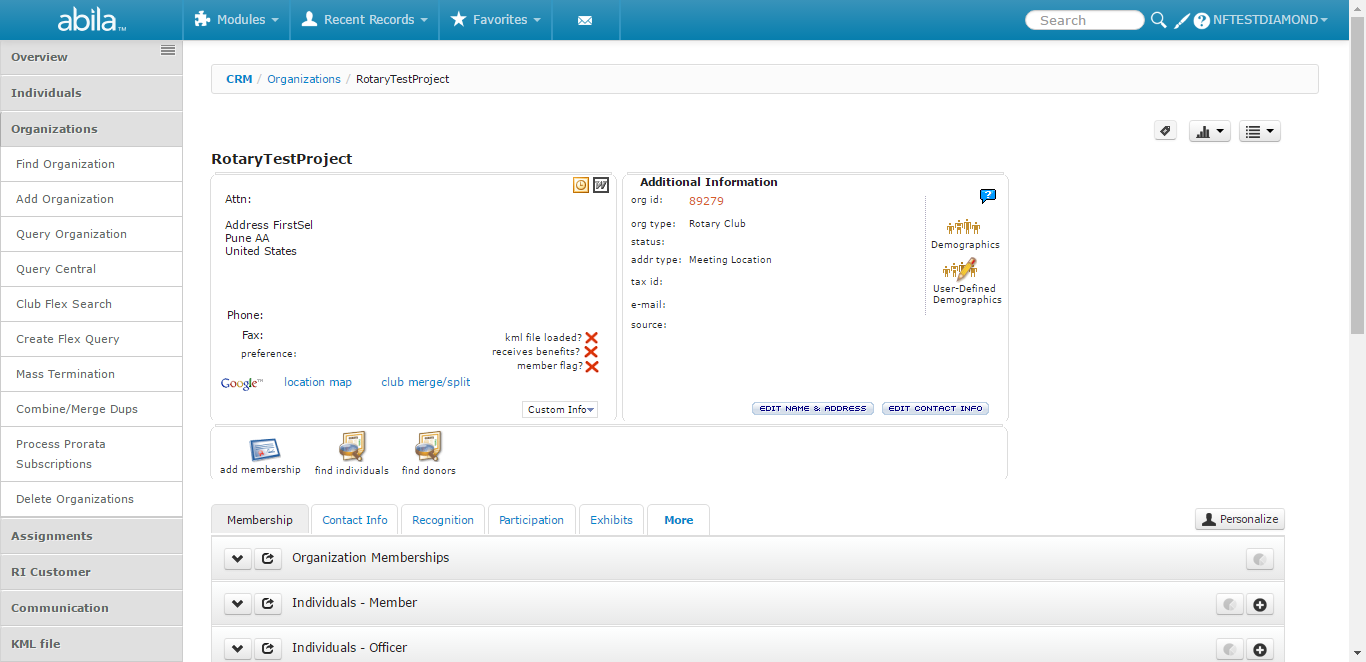 abila™ Modules Recent Records Favorites Search NFTESTDIAMOND
Overview
Individuals
Organizations
Find Organization
Add Organization
Query Organization
Query Central
Club Flex Search
Create Flex Query
Mass Termination
Combine/Merge Dups
Process Prorata
Subscriptions
Delete Organizations
Assignments
RI Customer
Communication
KML file
CRM / Organizations / RotaryTestProject
RotaryTestProject
Attn:
Address FirstSel
Pune AA
United States
Phone:
Fax:
preference:
kml file loaded?
receives benefits?
member flag?
Google™ location map club merge/split
Custom Info
Additional Information
org id: 89279
org type: Rotary Club
status:
addr type: Meeting Location
tax id:
e-mail:
source:
Demographics
User-Defined
Demographics
EDIT NAME & ADDRESS EDIT CONTACT INFO
add membership find individuals find donors
Membership Contact Info Recognition Participation Exhibits More Personalize
Organization Memberships
Individuals - Member
Individuals - Officer